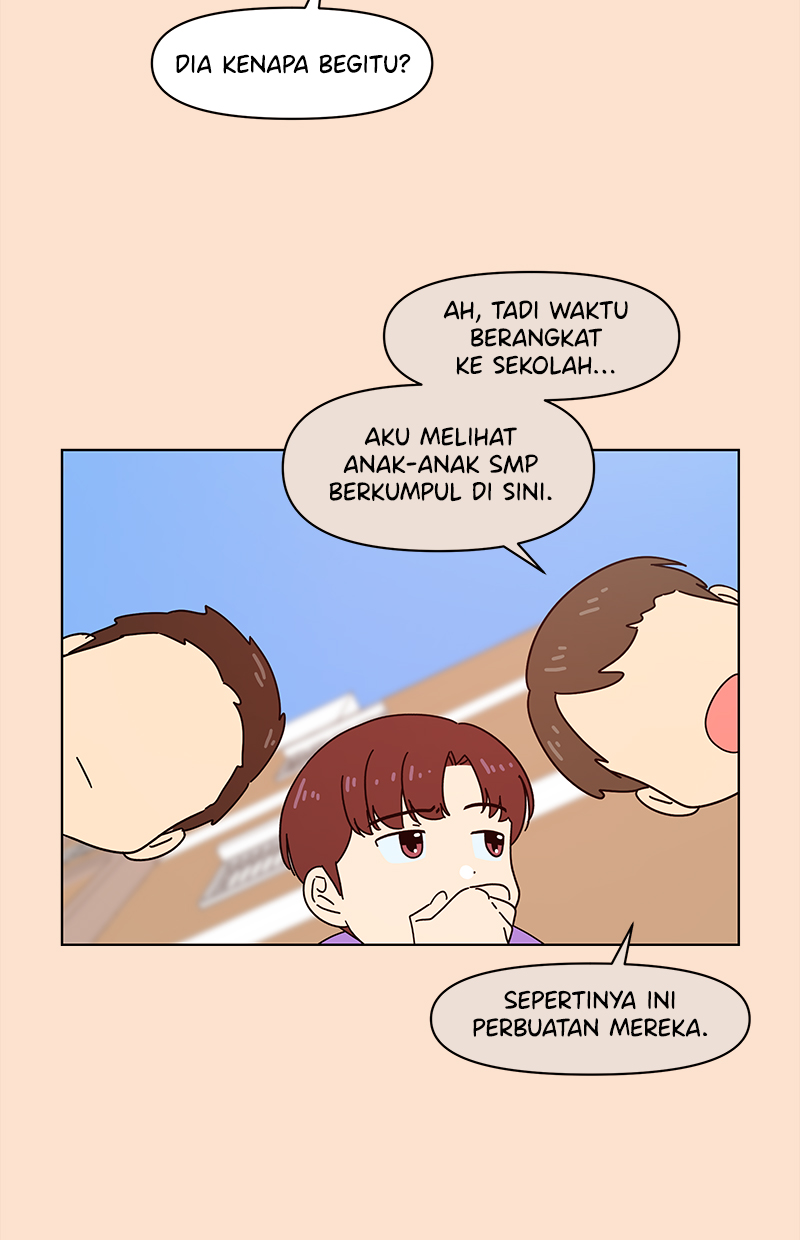 DIA KENAPA BEGITU?
AH, TADI WAKTU
BERANGKAT
KE SEKOLAH...
AKU MELIHAT
ANAK-ANAK SMP
BERKUMPUL DI SINI.
SEPERTINYA INI
PERBUATAN MEREKA.